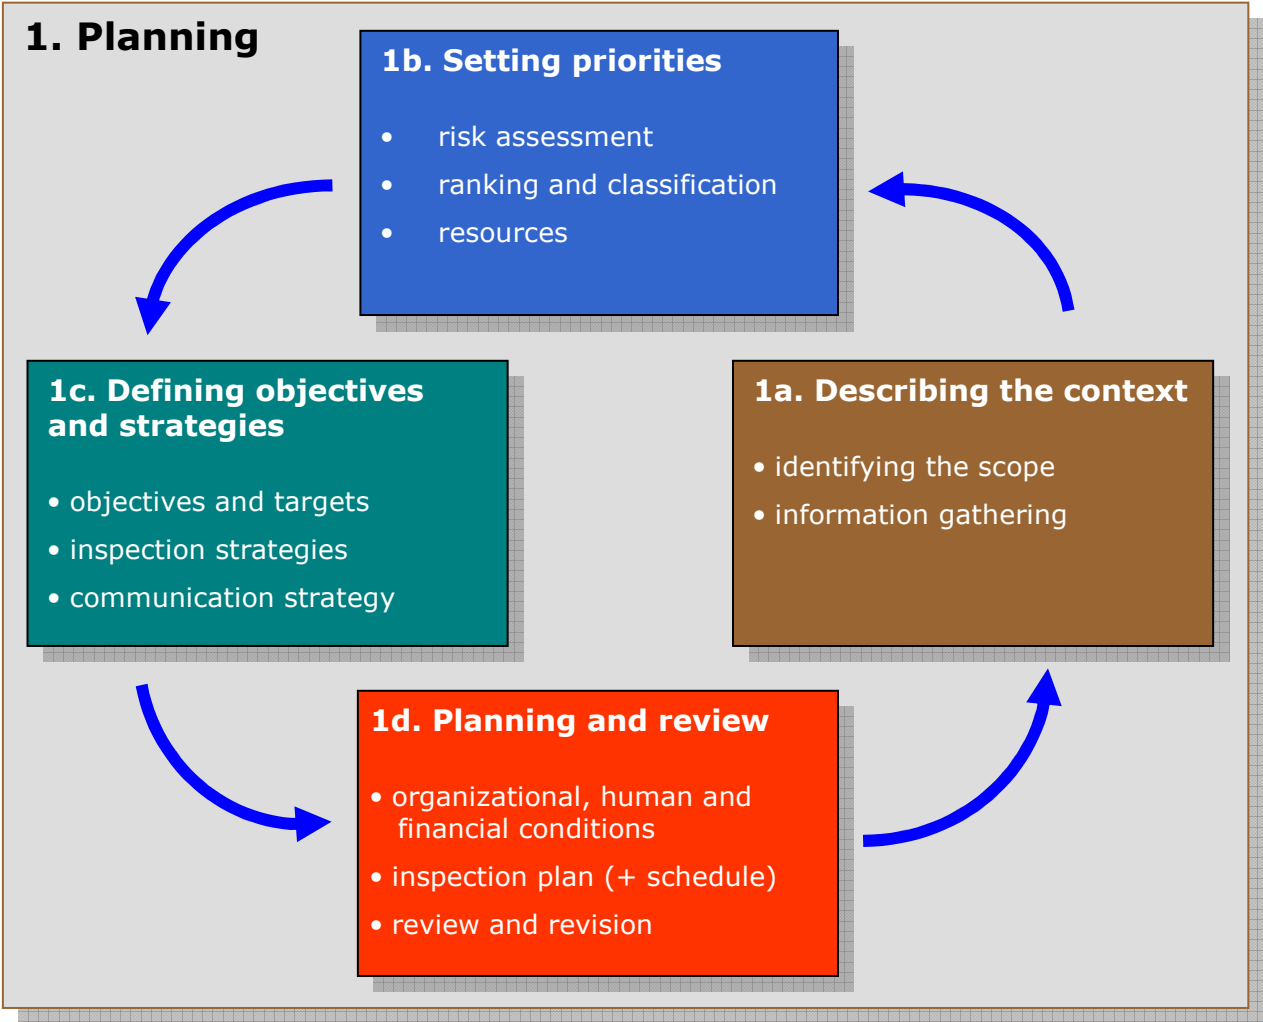 1. Planning
1b. Setting priorities
• risk assessment
• ranking and classification
• resources
1c. Defining objectives
and strategies
• objectives and targets
• inspection strategies
• communication strategy
1a. Describing the context
• identifying the scope
• information gathering
1d. Planning and review
• organizational, human and
financial conditions
• inspection plan (+ schedule)
• review and revision